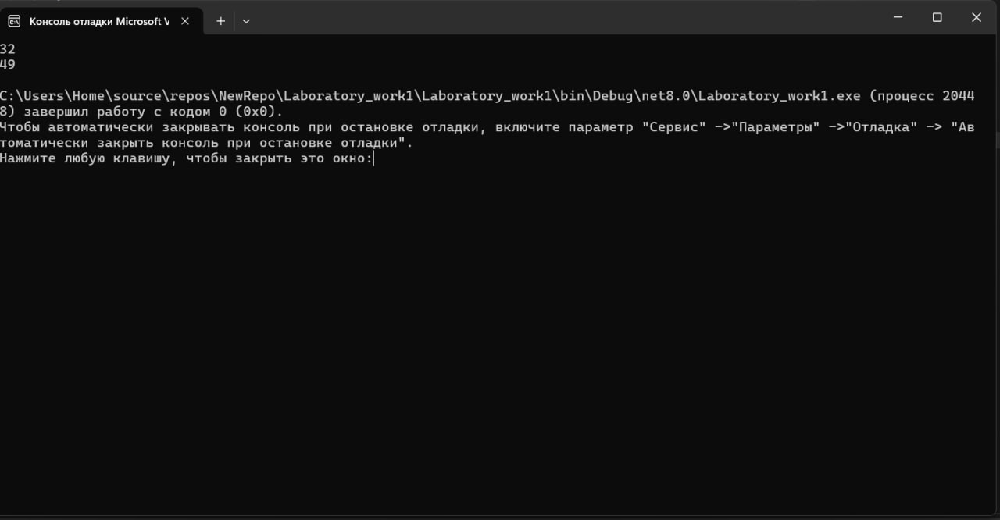 Консоль отладки Microsoft V
32
49
C:\Users\Home\source\repos\NewRepo\Laboratory_work1\Laboratory_work1\bin\Debug\net8.0\Laboratory_work1.exe (процесс 2044
8) завершил работу с кодом 0 (0x0).
Чтобы автоматически закрывать консоль при остановке отладки, включите параметр "Сервис" ->"Параметры" ->"Отладка" -> "Ав
томатически закрыть консоль при остановке отладки".
Нажмите любую клавишу, чтобы закрыть это окно: